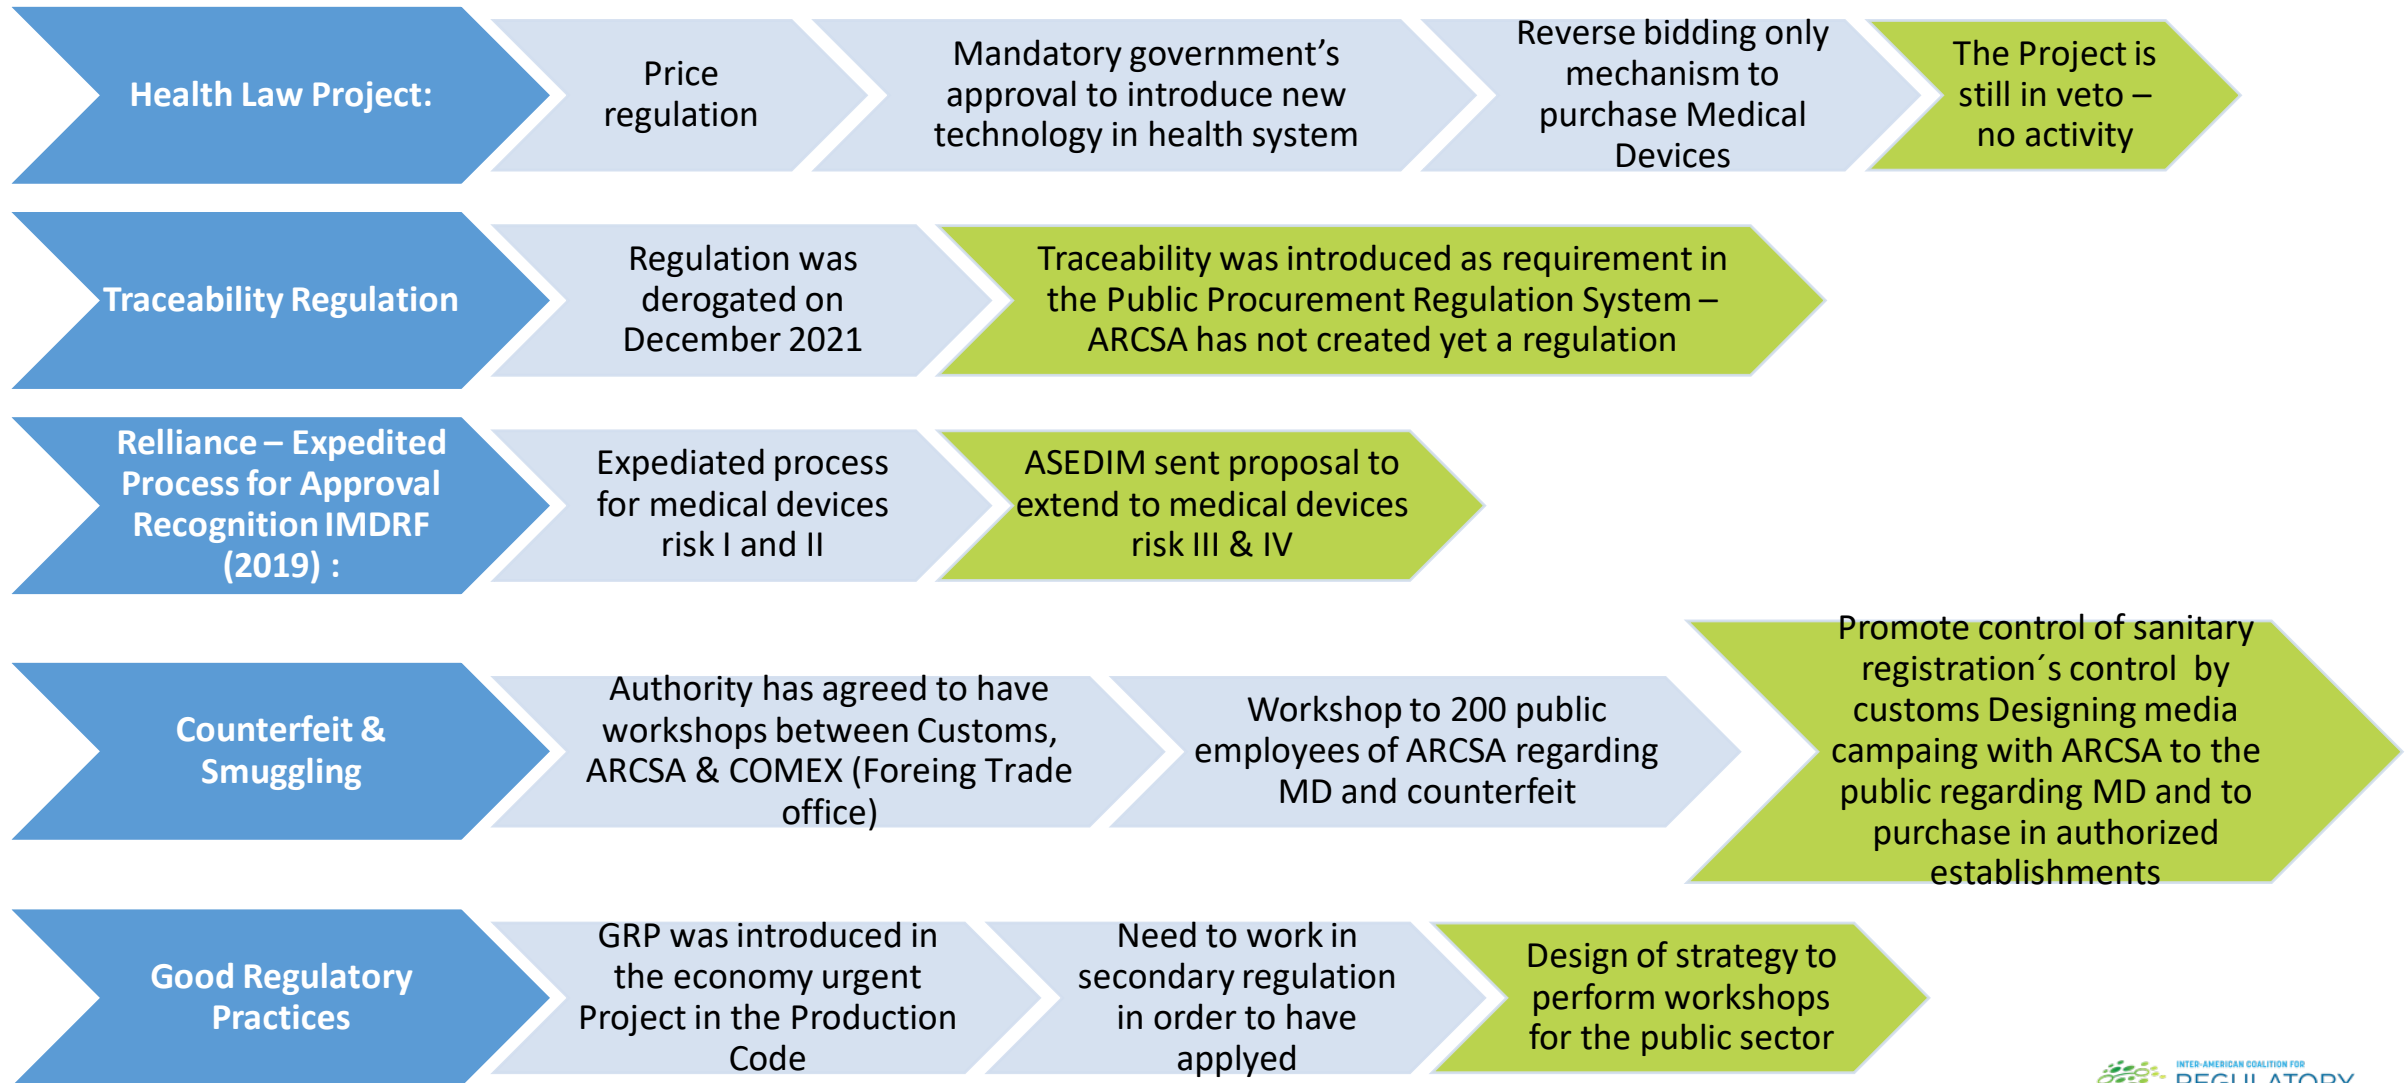 Health Law Project:
Price
regulation
Mandatory government's
approval to introduce new
technology in health system
Reverse bidding only
mechanism to
purchase Medical
Devices
The Project is
still in veto –
no activity
Traceability Regulation
Regulation was
derogated on
December 2021
Traceability was introduced as requirement in
the Public Procurement Regulation System –
ARCSA has not created yet a regulation
Relliance – Expedited
Process for Approval
Recognition IMDRF
(2019) :
Expediated process
for medical devices
risk I and II
ASEDIM sent proposal to
extend to medical devices
risk III & IV
Counterfeit &
Smuggling
Authority has agreed to have
workshops between Customs,
ARCSA & COMEX (Foreing Trade
office)
Workshop to 200 public
employees of ARCSA regarding
MD and counterfeit
Promote control of sanitary
registration´s control  by
customs Designing media
campaing with ARCSA to the
public regarding MD and to
purchase in authorized
establishments
Good Regulatory
Practices
GRP was introduced in
the economy urgent
Project in the Production
Code
Need to work in
secondary regulation
in order to have
applyed
Design of strategy to
perform workshops
for the public sector
INTER-AMERICAN COALITION FOR
REGULATORY